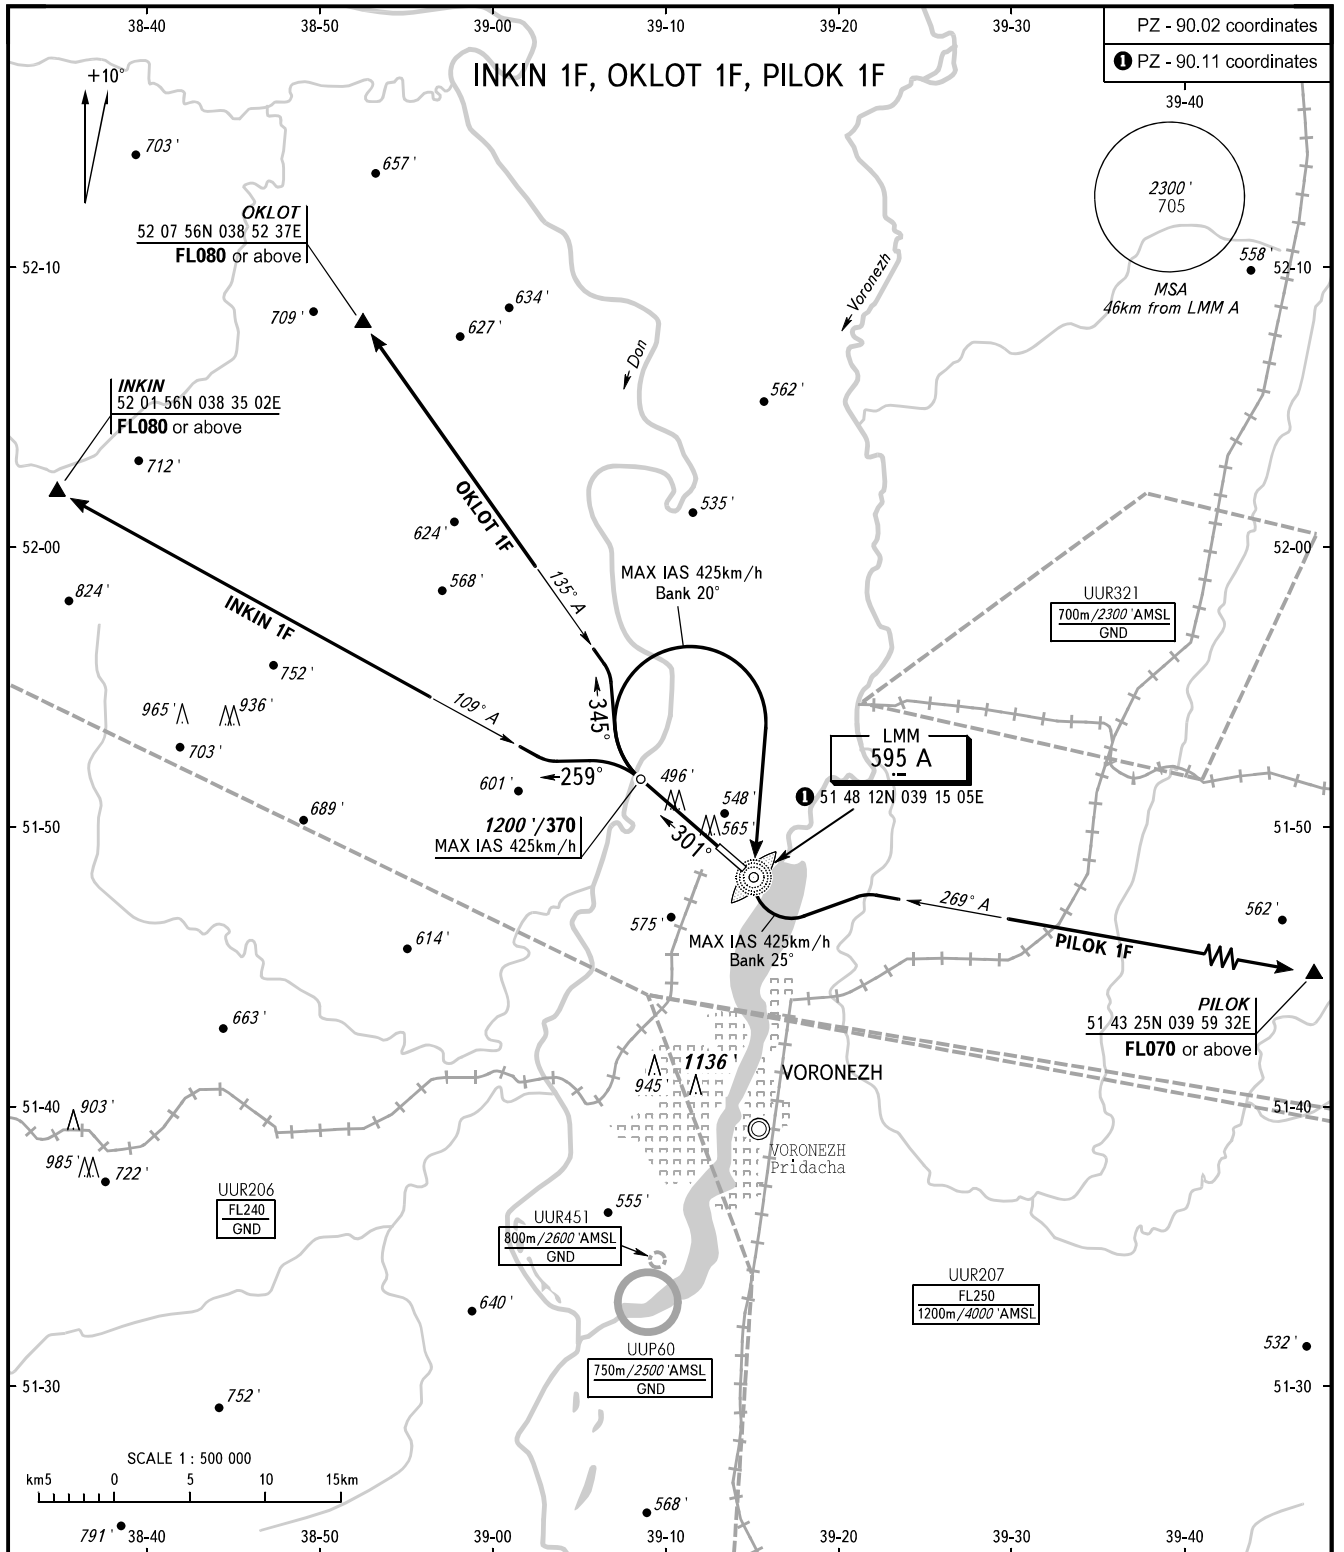 38-40
38-50
39-00
39-10
39-20
39-30
PZ - 90.02 coordinates
1 PZ - 90.11 coordinates
39-40
INKIN 1F, OKLOT 1F, PILOK 1F
+10°
703'
657'
2300'
705
MSA
46km from LMM A
OKLOT
52 07 56N 038 52 37E
FL080 or above
52-10
558'
52-10
Voronezh
634'
709'
627'
Don
INKIN
52 01 56N 038 35 02E
FL080 or above
562'
712'
OKLOT 1F
535'
624'
52-00
52-00
MAX IAS 425km/h
Bank 20°
135° A
568'
824'
INKIN 1F
UUR321
700m/2300 'AMSL
GND
752'
965'
936'
703'
109° A
345°
LMM
595 A
1 51 48 12N 039 15 05E
259°
601'
496'
548'
565'
689'
51-50
51-50
1200 '/370
MAX IAS 425km/h
301°
269° A
575'
562'
MAX IAS 425km/h
Bank 25°
PILOK 1F
614'
PILOK
51 43 25N 039 59 32E
FL070 or above
663'
945'
1136'
VORONEZH
51-40
51-40
903'
VORONEZH
Pridacha
985'
722'
UUR206
FL240
GND
555'
UUR451
800m/2600 'AMSL
GND
UUR207
FL250
1200m/4000 'AMSL
640'
UUP60
750m/2500 'AMSL
GND
532'
51-30
51-30
752'
SCALE 1 : 500 000
km5
0
5
10
15km
568'
791'
38-40
38-50
39-00
39-10
39-20
39-30
39-40